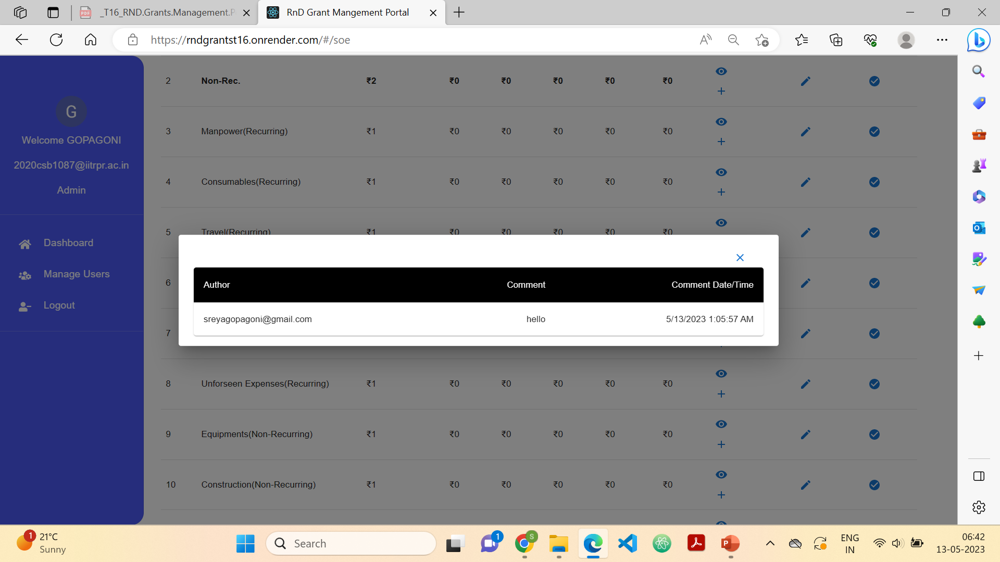 _T16_RND.Grants.Management.P
RnD Grant Mangement Portal
https://rndgrantst16.onrender.com/#/soe
G
Welcome GOPAGONI
2020csb1087@iitrpr.ac.in
Admin
Dashboard
Manage Users
Logout
2 Non-Rec. ₹2 ₹0 ₹0 ₹0 ₹0 ₹0
3 Manpower(Recurring) ₹1 ₹0 ₹0 ₹0 ₹0 ₹0
4 Consumables(Recurring) ₹1 ₹0 ₹0 ₹0 ₹0 ₹0
5 Travel(Recurring) ₹1 ₹0 ₹0 ₹0 ₹0 ₹0
6
7
Author Comment Comment Date/Time
sreyagopagoni@gmail.com hello 5/13/2023 1:05:57 AM
8 Unforseen Expenses(Recurring) ₹1 ₹0 ₹0 ₹0 ₹0 ₹0
9 Equipments(Non-Recurring) ₹1 ₹0 ₹0 ₹0 ₹0 ₹0
10 Construction(Non-Recurring) ₹1 ₹0 ₹0 ₹0 ₹0 ₹0
1
21°C
Sunny
Search
1
S
ENG
IN
06:42
13-05-2023